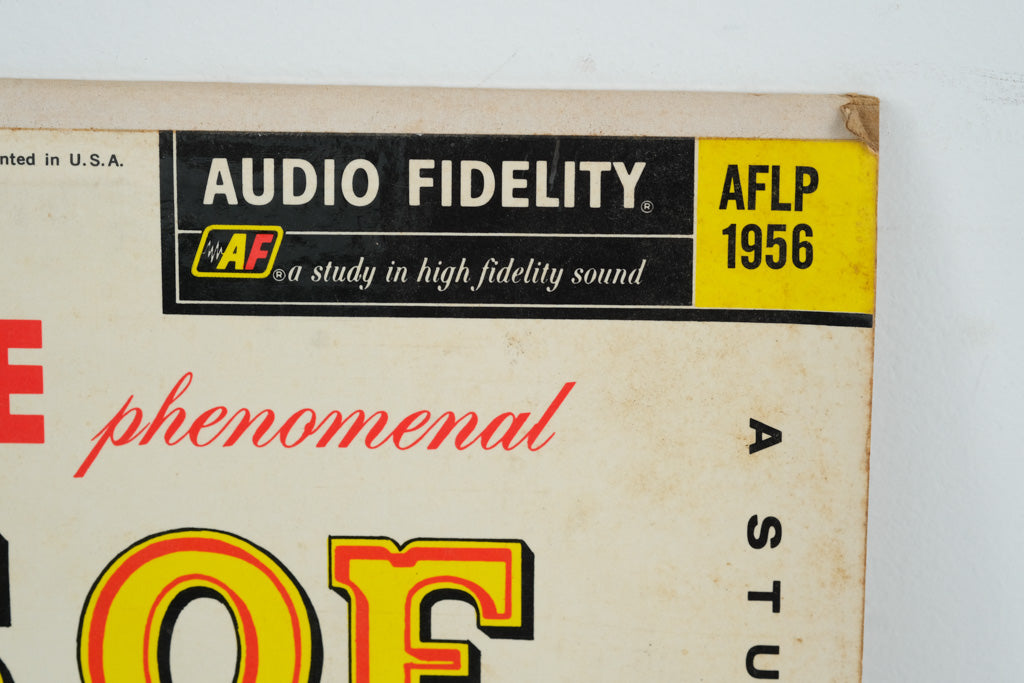 nted in U.S.A.
AUDIO FIDELITY®
AFLP
1956
AF® a study in high fidelity sound
E phenomenal
OF
A STU